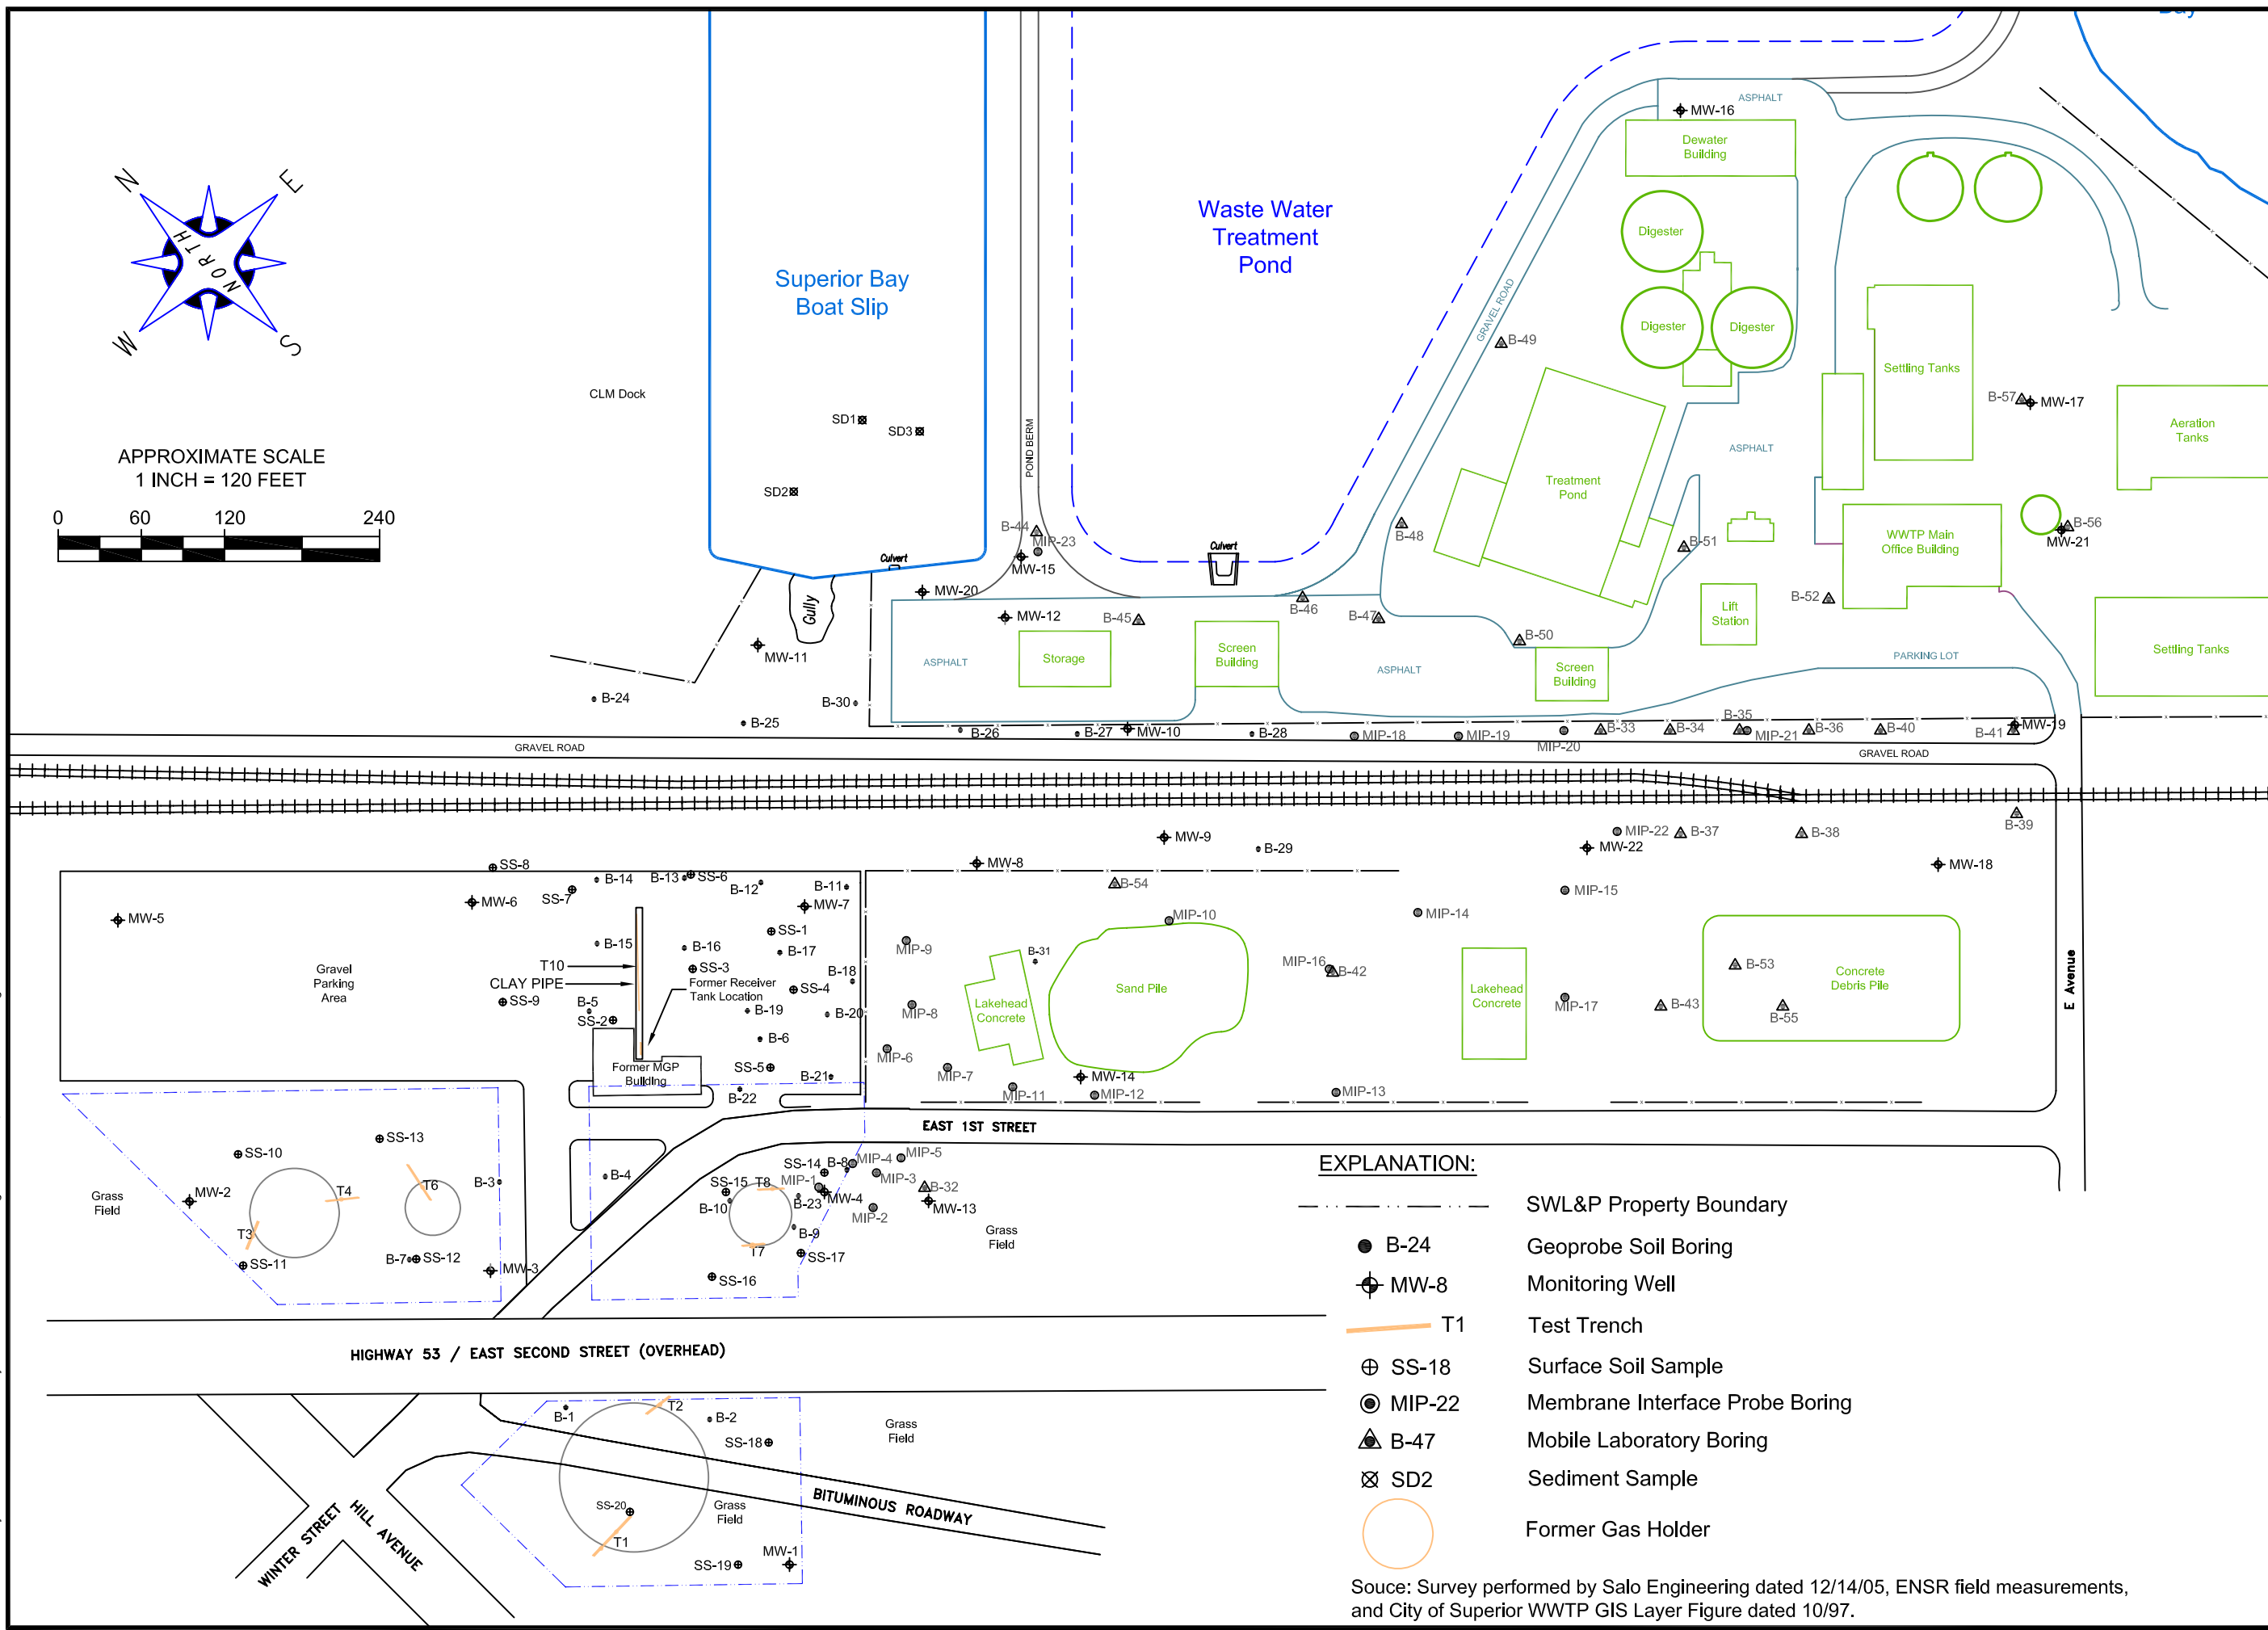 Bay
ASPHALT
MW-16
Dewater
Building
N
E
NORTH
W
S
Waste Water
Treatment
Pond
Digester
Superior Bay
Boat Slip
GRAVEL ROAD
Digester
Digester
B-49
Settling Tanks
CLM Dock
B-57
MW-17
SD1
SD3
Aeration
Tanks
POND BERM
ASPHALT
APPROXIMATE SCALE
1 INCH = 120 FEET
Treatment
Pond
SD2
0 60 120 240
B-44
MIP-23
B-48
B-56
MW-21
WWTP Main
Office Building
B-51
Culvert
Culvert
MW-15
MW-20
Gully
B-46
B-52
MW-12
B-45
B-47
Lift
Station
B-50
MW-11
ASPHALT
Storage
Screen
Building
ASPHALT
Screen
Building
PARKING LOT
Settling Tanks
B-24
B-30
B-25
B-26
B-27
MW-10
B-28
MIP-18
MIP-19
MIP-20
B-33
B-34
B-35
MIP-21
B-36
B-40
B-41
MW-19
GRAVEL ROAD
GRAVEL ROAD
B-39
MW-9
B-29
MIP-22
B-37
B-38
MW-22
MW-8
MW-18
SS-8
B-14
B-13
SS-6
B-12
B-11
B-54
MIP-15
SS-7
MW-6
MW-7
MW-5
MIP-10
MIP-14
SS-1
B-15
B-16
B-17
MIP-9
B-31
T10
SS-3
B-18
MIP-16
B-42
B-53
Gravel
Parking
Area
CLAY PIPE
Former Receiver
Tank Location
SS-4
Sand Pile
Concrete
Debris Pile
SS-9
B-5
SS-2
B-19
B-20
MIP-8
Lakehead
Concrete
Lakehead
Concrete
MIP-17
B-43
B-55
E Avenue
B-6
MIP-6
Former MGP
Building
SS-5
B-21
MIP-7
MW-14
B-22
MIP-11
MIP-12
MIP-13
EAST 1ST STREET
SS-13
SS-10
SS-14
B-8
MIP-4
MIP-5
MIP-3
B-4
B-3
T6
T4
MW-2
Grass
Field
SS-15
T8
MIP-1
MW-4
B-32
MW-13
B-10
B-23
MIP-2
T3
B-9
Grass
Field
T7
SS-17
SS-11
B-7
SS-12
MW-3
SS-16
HIGHWAY 53 / EAST SECOND STREET (OVERHEAD)
B-1
T2
B-2
SS-18
Grass
Field
BITUMINOUS ROADWAY
SS-20
Grass
Field
T1
WINTER STREET
HILL AVENUE
SS-19
MW-1
EXPLANATION:
SWL&P Property Boundary
B-24 Geoprobe Soil Boring
MW-8 Monitoring Well
T1 Test Trench
SS-18 Surface Soil Sample
MIP-22 Membrane Interface Probe Boring
B-47 Mobile Laboratory Boring
SD2 Sediment Sample
Former Gas Holder
Souce: Survey performed by Salo Engineering dated 12/14/05, ENSR field measurements,
and City of Superior WWTP GIS Layer Figure dated 10/97.